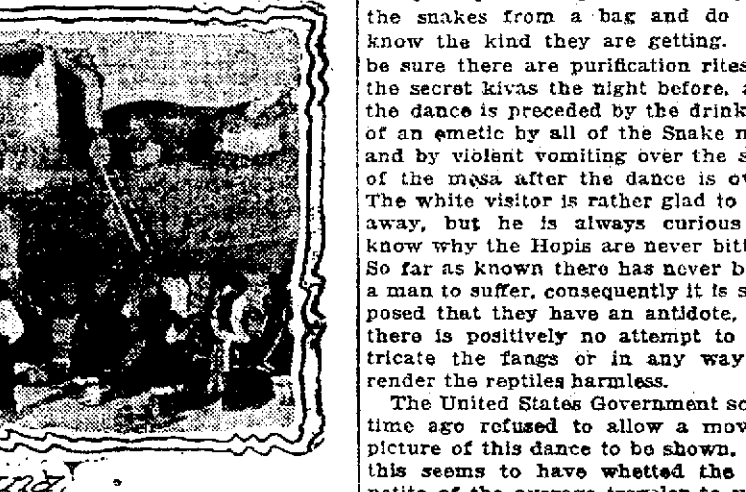 the snakes from a bag and do
know the kind they are getting.
be sure there are purification rites
the secret kivas the night before, a
the dance is preceded by the drink
of an emetic by all of the Snake m
and by violent vomiting over the s
of the mesa after the dance is ov
The white visitor is rather glad to
away, but he is always curious
know why the Hopis are never bitt
So far as known there has never b
a man to suffer, consequently it is s
posed that they have an antidote,
there is positively no attempt to
tricate the fangs or in any way
render the reptiles harmless.
The United States Government so
time ago refused to allow a mov
picture of this dance to be shown.
this seems to have whetted the